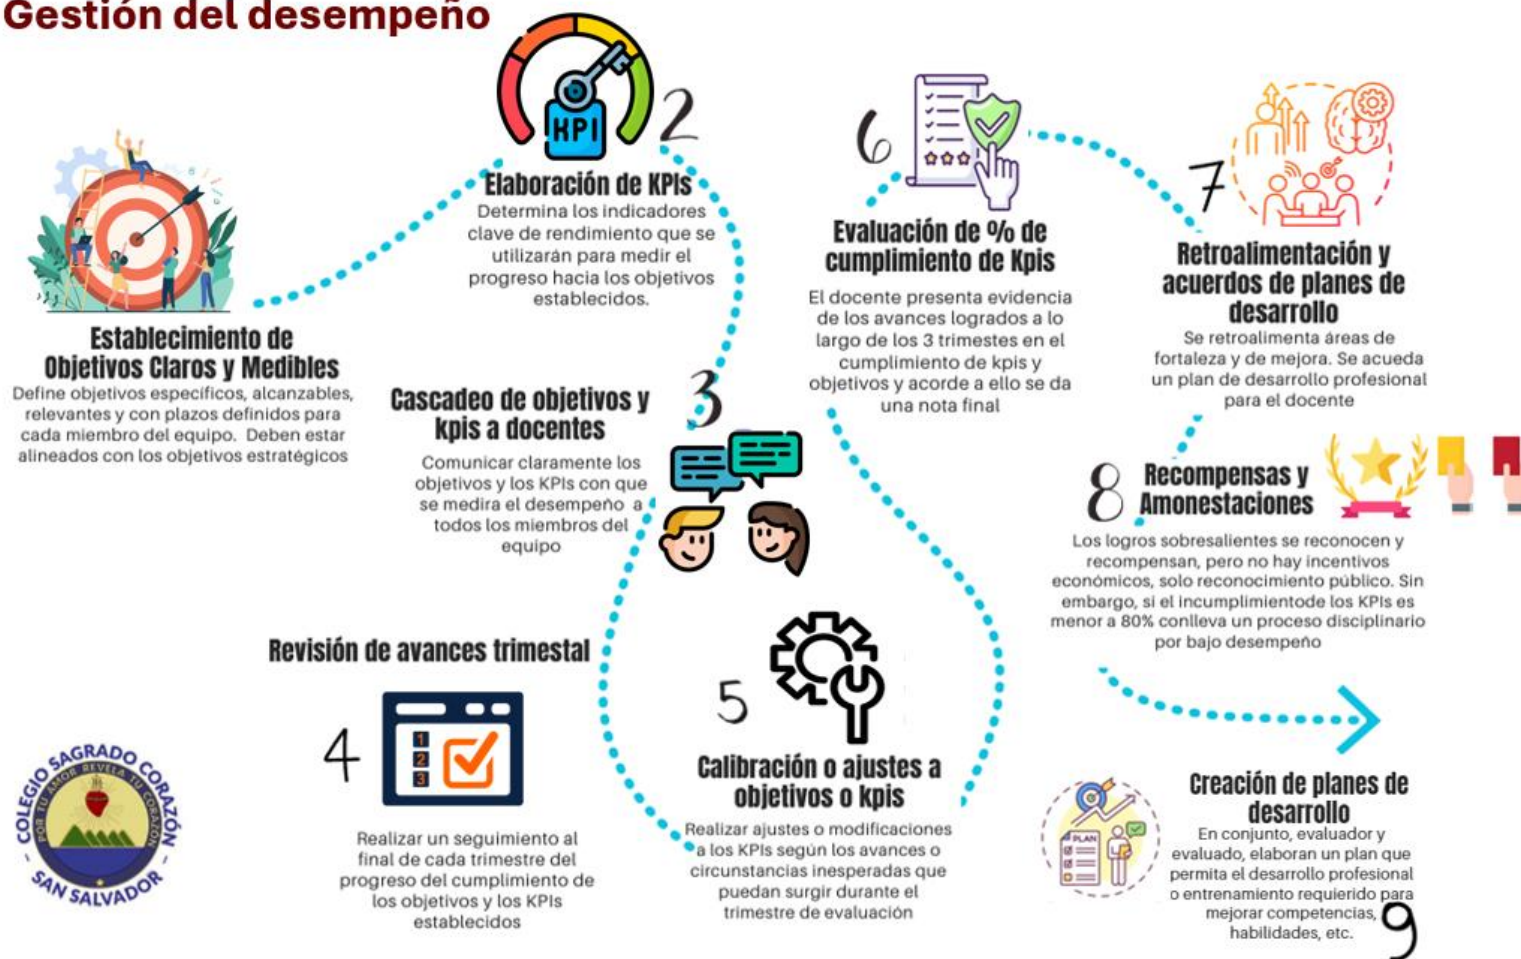 Gestión del desempeño
Establecimiento de
Objetivos Claros y Medibles
Define objetivos específicos, alcanzables,
relevantes y con plazos definidos para
cada miembro del equipo. Deben estar
alineados con los objetivos estratégicos
2
KPI
Elaboración de KPIs
Determina los indicadores
clave de rendimiento que se
utilizarán para medir el
progreso hacia los objetivos
establecidos.
3
Cascadeo de objetivos y
kpis a docentes
Comunicar claramente los
objetivos y los KPIs con que
se medira el desempeño a
todos los miembros del
equipo
Revisión de avances trimestal
4
1
2
3
Realizar un seguimiento al
final de cada trimestre del
progreso del cumplimiento de
los objetivos y los KPIs
establecidos
5
Calibración o ajustes a
objetivos o kpis
Realizar ajustes o modificaciones
a los KPIs según los avances o
circunstancias inesperadas que
puedan surgir durante el
trimestre de evaluación
6
Evaluación de % de
cumplimiento de Kpis
El docente presenta evidencia
de los avances logrados a lo
largo de los 3 trimestes en el
cumplimiento de kpis y
objetivos y acorde a ello se da
una nota final
7
Retroalimentación y
acuerdos de planes de
desarrollo
Se retroalimenta áreas de
fortaleza y de mejora. Se acueda
un plan de desarrollo profesional
para el docente
8
Recompensas y
Amonestaciones
Los logros sobresalientes se reconocen y
recompensan, pero no hay incentivos
económicos, solo reconocimiento público. Sin
embargo, si el incumplimientode los KPIs es
menor a 80% conlleva un proceso disciplinario
por bajo desempeño
PLAN
Creación de planes de
desarrollo
En conjunto, evaluador y
evaluado, elaboran un plan que
permita el desarrollo profesional
o entrenamiento requierido para
mejorar competencias,
habilidades, etc.
9
COLEGIO SAGRADO CORAZÓN
POR TU AMOR REVELA TU CORAZÓN
SAN SALVADOR